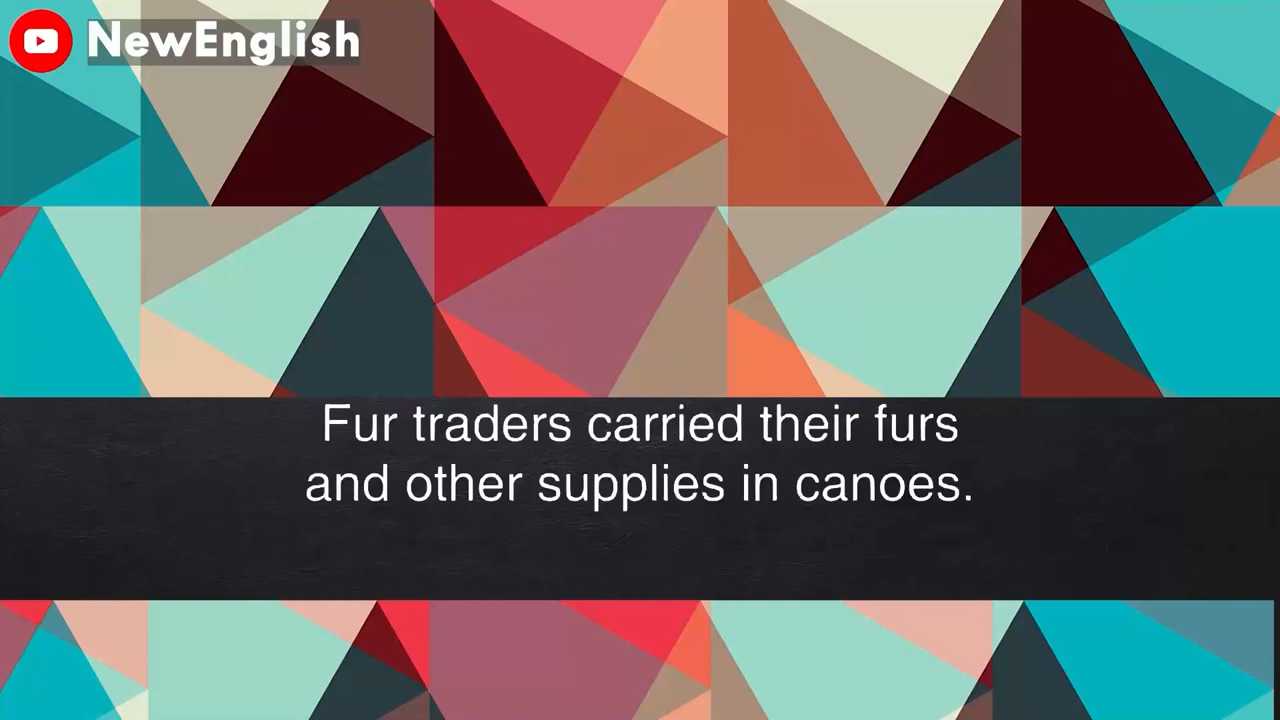 NewEnglish
Fur traders carried their furs
and other supplies in canoes.